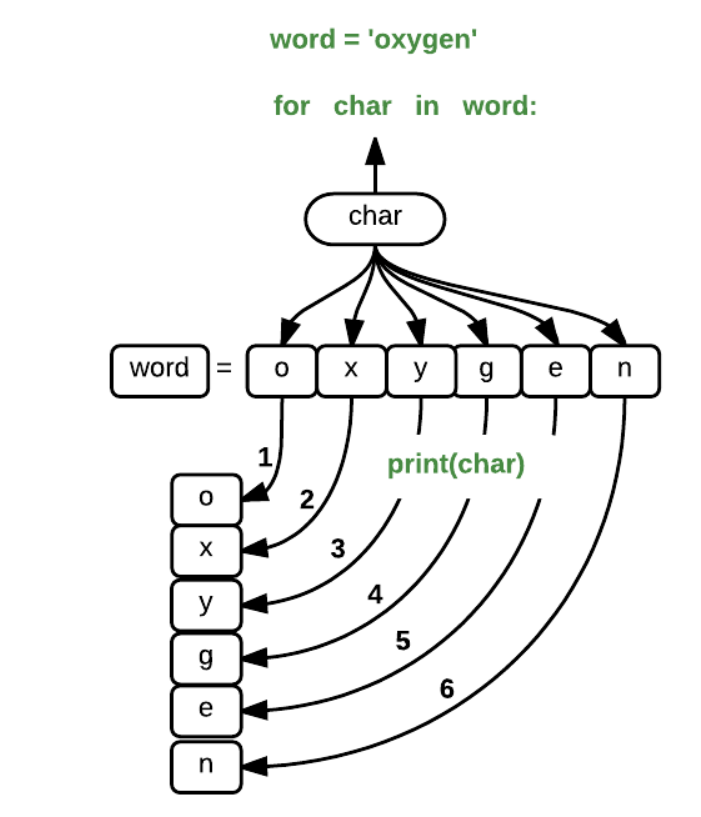 word = 'oxygen'
for char in word:
char
word = o x y g e n
print(char)
1
o
2
x
3
y
4
g
5
e
6
n